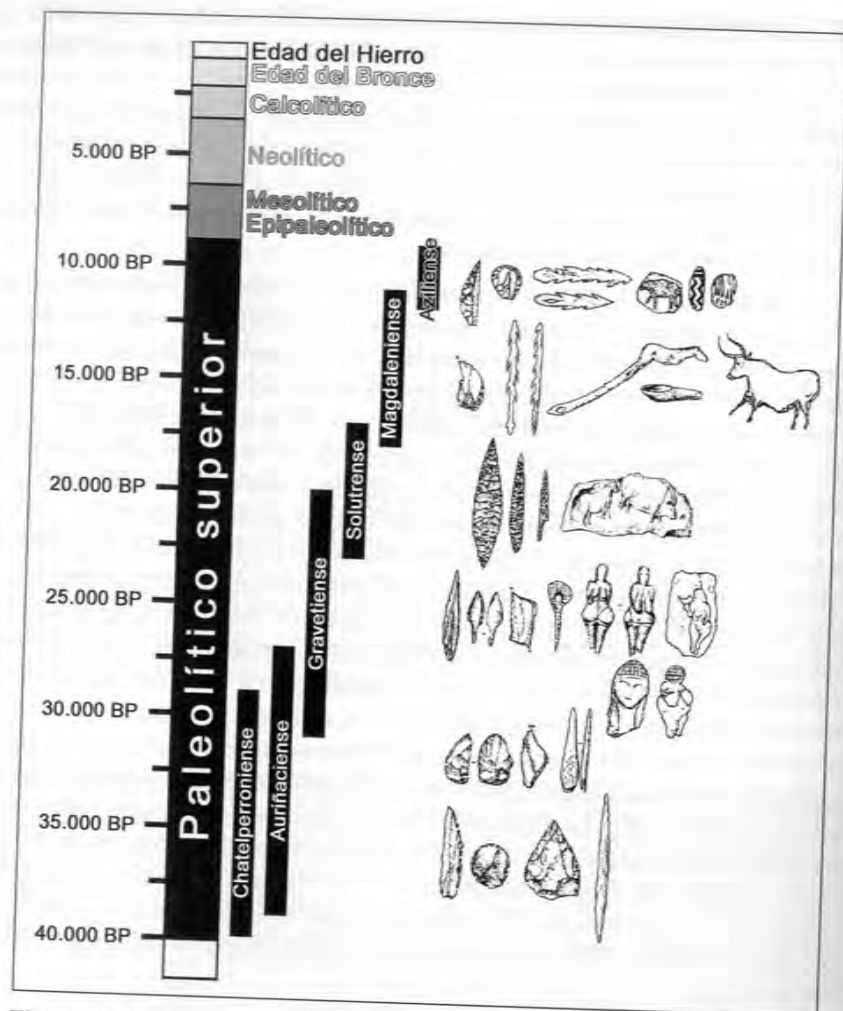 Edad del Hierro
Edad del Bronce
Calcolítico
5.000 BP
Neolítico
Mesolítico
Epipaleolítico
10.000 BP
15.000 BP
20.000 BP
25.000 BP
30.000 BP
35.000 BP
40.000 BP
Paleolítico superior
Chatelperroniense
Auriñaciense
Gravetiense
Solutrense
Magdaleniense
Aziliense